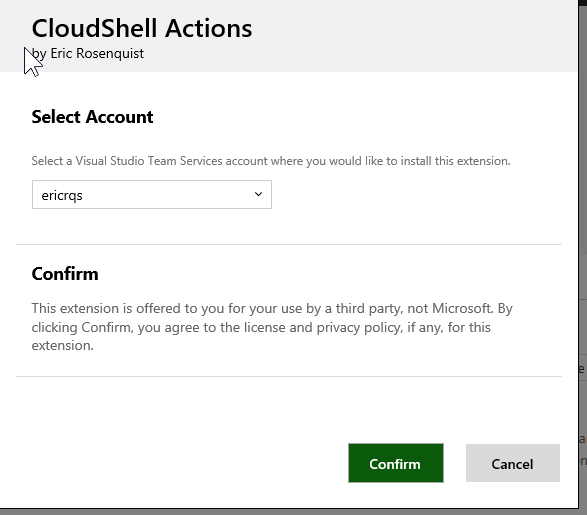 CloudShell Actions
by Eric Rosenquist
Select Account
Select a Visual Studio Team Services account where you would like to install this extension.
ericrqs
Confirm
This extension is offered to you for your use by a third party, not Microsoft. By
clicking Confirm, you agree to the license and privacy policy, if any, for this
extension.
Confirm
Cancel